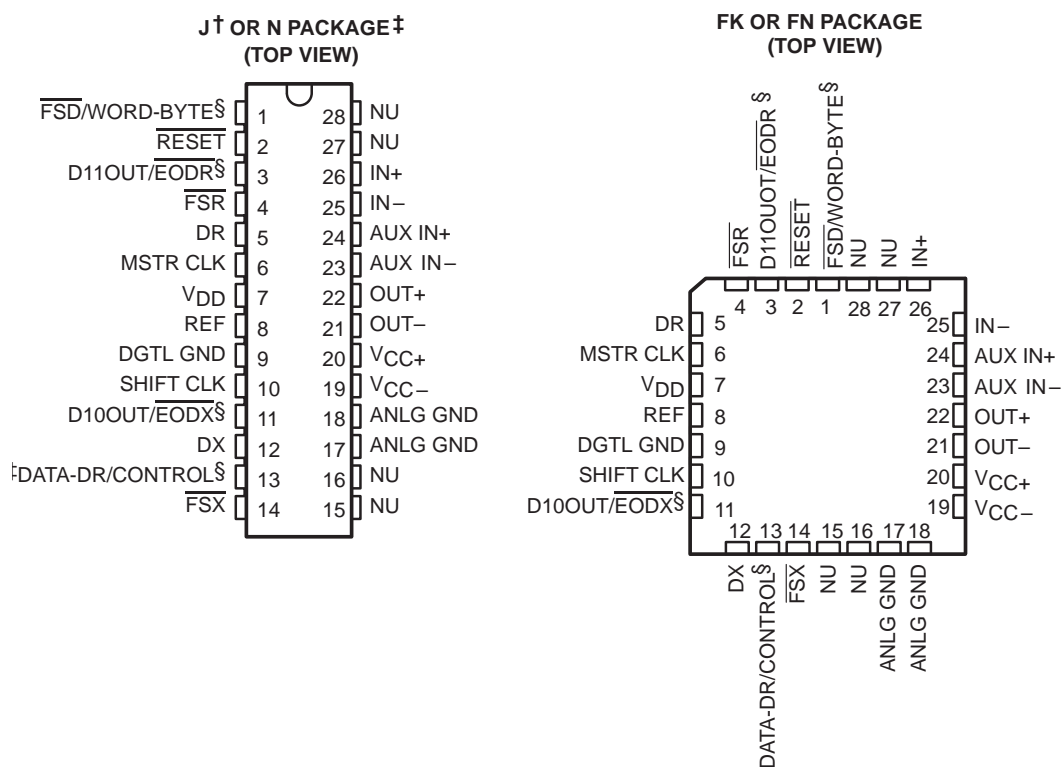 J† OR N PACKAGE‡
(TOP VIEW)
FSD/WORD-BYTE§ 1 28 NU
RESET 2 27 NU
D11OUT/EODR§ 3 26 IN+
FSR 4 25 IN−
DR 5 24 AUX IN+
MSTR CLK 6 23 AUX IN−
VDD 7 22 OUT+
REF 8 21 OUT−
DGTL GND 9 20 VCC+
SHIFT CLK 10 19 VCC−
D10OUT/EODX§ 11 18 ANLG GND
DX 12 17 ANLG GND
‡DATA-DR/CONTROL§ 13 16 NU
FSX 14 15 NU
FK OR FN PACKAGE
(TOP VIEW)
FSR
D11OUOT/EODR§
RESET
FSD/WORD-BYTE§
NU
NU
IN+
4 3 2 1 28 27 26
DR 5 25 IN−
MSTR CLK 6 24 AUX IN+
VDD 7 23 AUX IN−
REF 8 22 OUT+
DGTL GND 9 21 OUT−
SHIFT CLK 10 20 VCC+
D10OUT/EODX§ 11 19 VCC−
12 13 14 15 16 17 18
DX
DATA-DR/CONTROL§
FSX
NU
NU
ANLG GND
ANLG GND